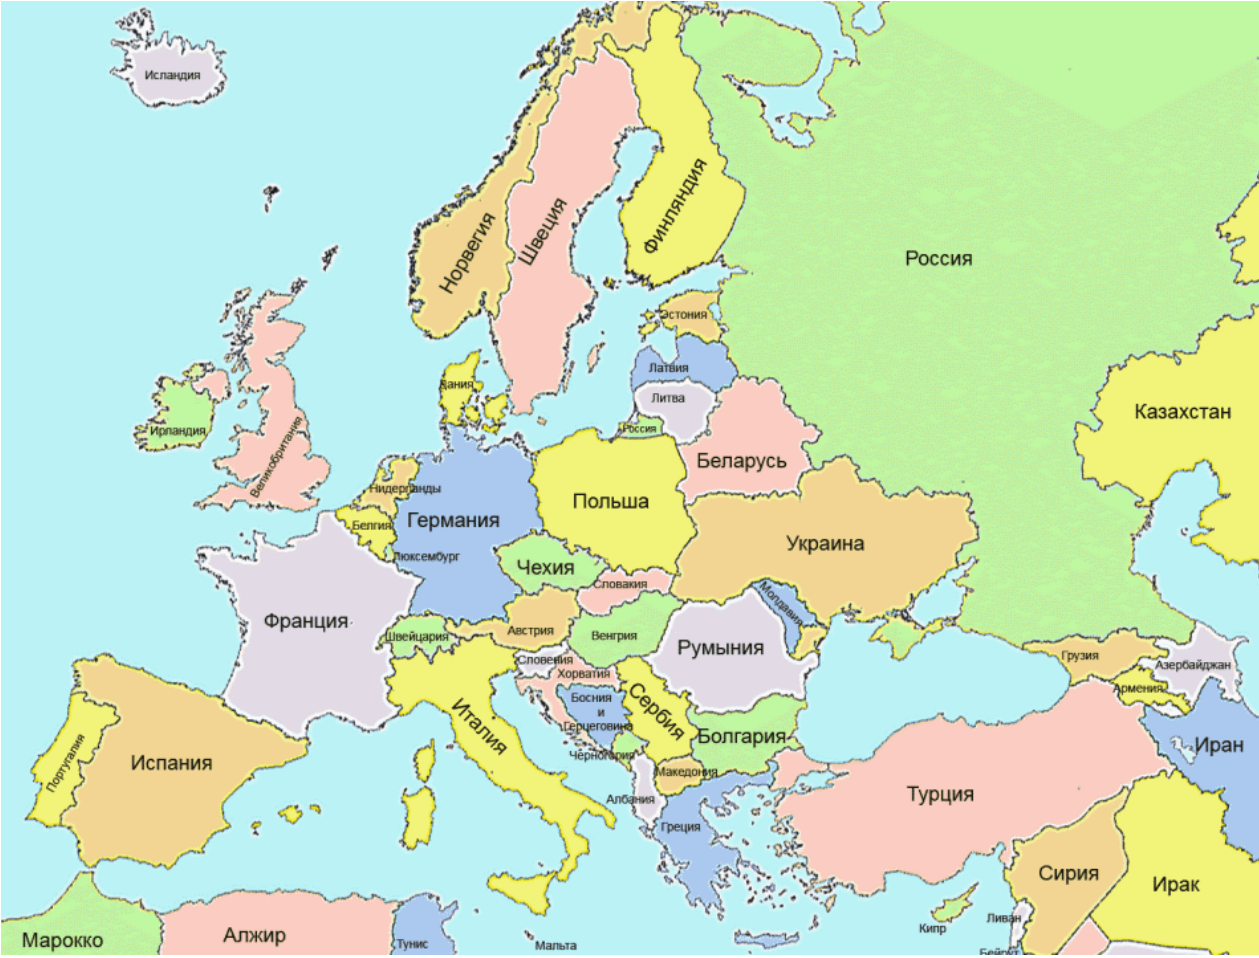 Исландия
Норвегия
Швеция
Финляндия
Россия
Эстония
Латвия
Литва
Россия
Дания
Ирландия
Великобритания
Казахстан
Беларусь
Нидерланды
Польша
Германия
Бельгия
Люксембург
Украина
Чехия
Словакия
Молдавия
Франция
Швейцария
Австрия
Венгрия
Румыния
Словения
Хорватия
Грузия
Азербайджан
Армения
Босния
и
Герцеговина
Сербия
Италия
Болгария
Черногория
Иран
Португалия
Испания
Македония
Албания
Греция
Турция
Сирия
Ирак
Ливан
Кипр
Марокко
Алжир
Тунис
Мальта
Бейрут